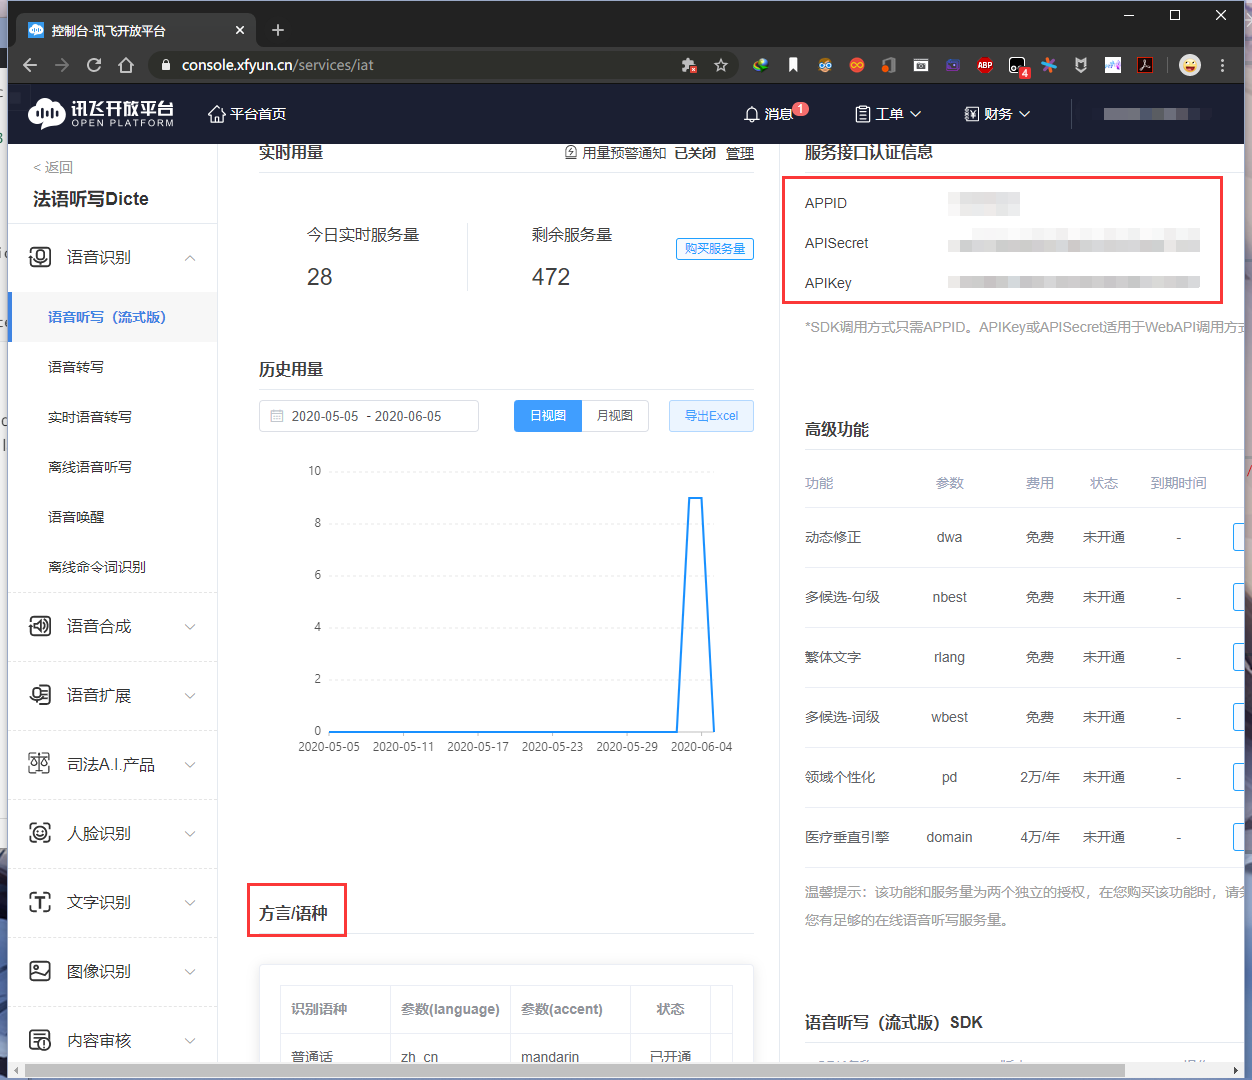 控制台-讯飞开放平台
console.xfyun.cn/services/iat
ABP
4
讯飞开放平台
OPEN PLATFORM
平台首页
消息 1
工单
财务
< 返回
法语听写Dicte
语音识别
语音听写（流式版）
语音转写
实时语音转写
离线语音听写
语音唤醒
离线命令词识别
语音合成
语音扩展
司法A.I.产品
人脸识别
文字识别
图像识别
内容审核
实时用量
用量预警通知 已关闭 管理
今日实时服务量
28
剩余服务量
472
购买服务量
历史用量
2020-05-05 - 2020-06-05
日视图
月视图
导出Excel
10
8
6
4
2
0
2020-05-05 2020-05-11 2020-05-17 2020-05-23 2020-05-29 2020-06-04
方言/语种
识别语种 参数(language) 参数(accent) 状态
普通话 zh_cn mandarin 已开通
服务接口认证信息
APPID
APISecret
APIKey
*SDK调用方式只需APPID。APIKey或APISecret适用于WebAPI调用方式
高级功能
功能 参数 费用 状态 到期时间
动态修正 dwa 免费 未开通 -
多候选-句级 nbest 免费 未开通 -
繁体文字 rlang 免费 未开通 -
多候选-词级 wbest 免费 未开通 -
领域个性化 pd 2万/年 未开通 -
医疗垂直引擎 domain 4万/年 未开通 -
温馨提示：该功能和服务量为两个独立的授权，在您购买该功能时，请务
您有足够的在线语音听写服务量。
语音听写（流式版）SDK